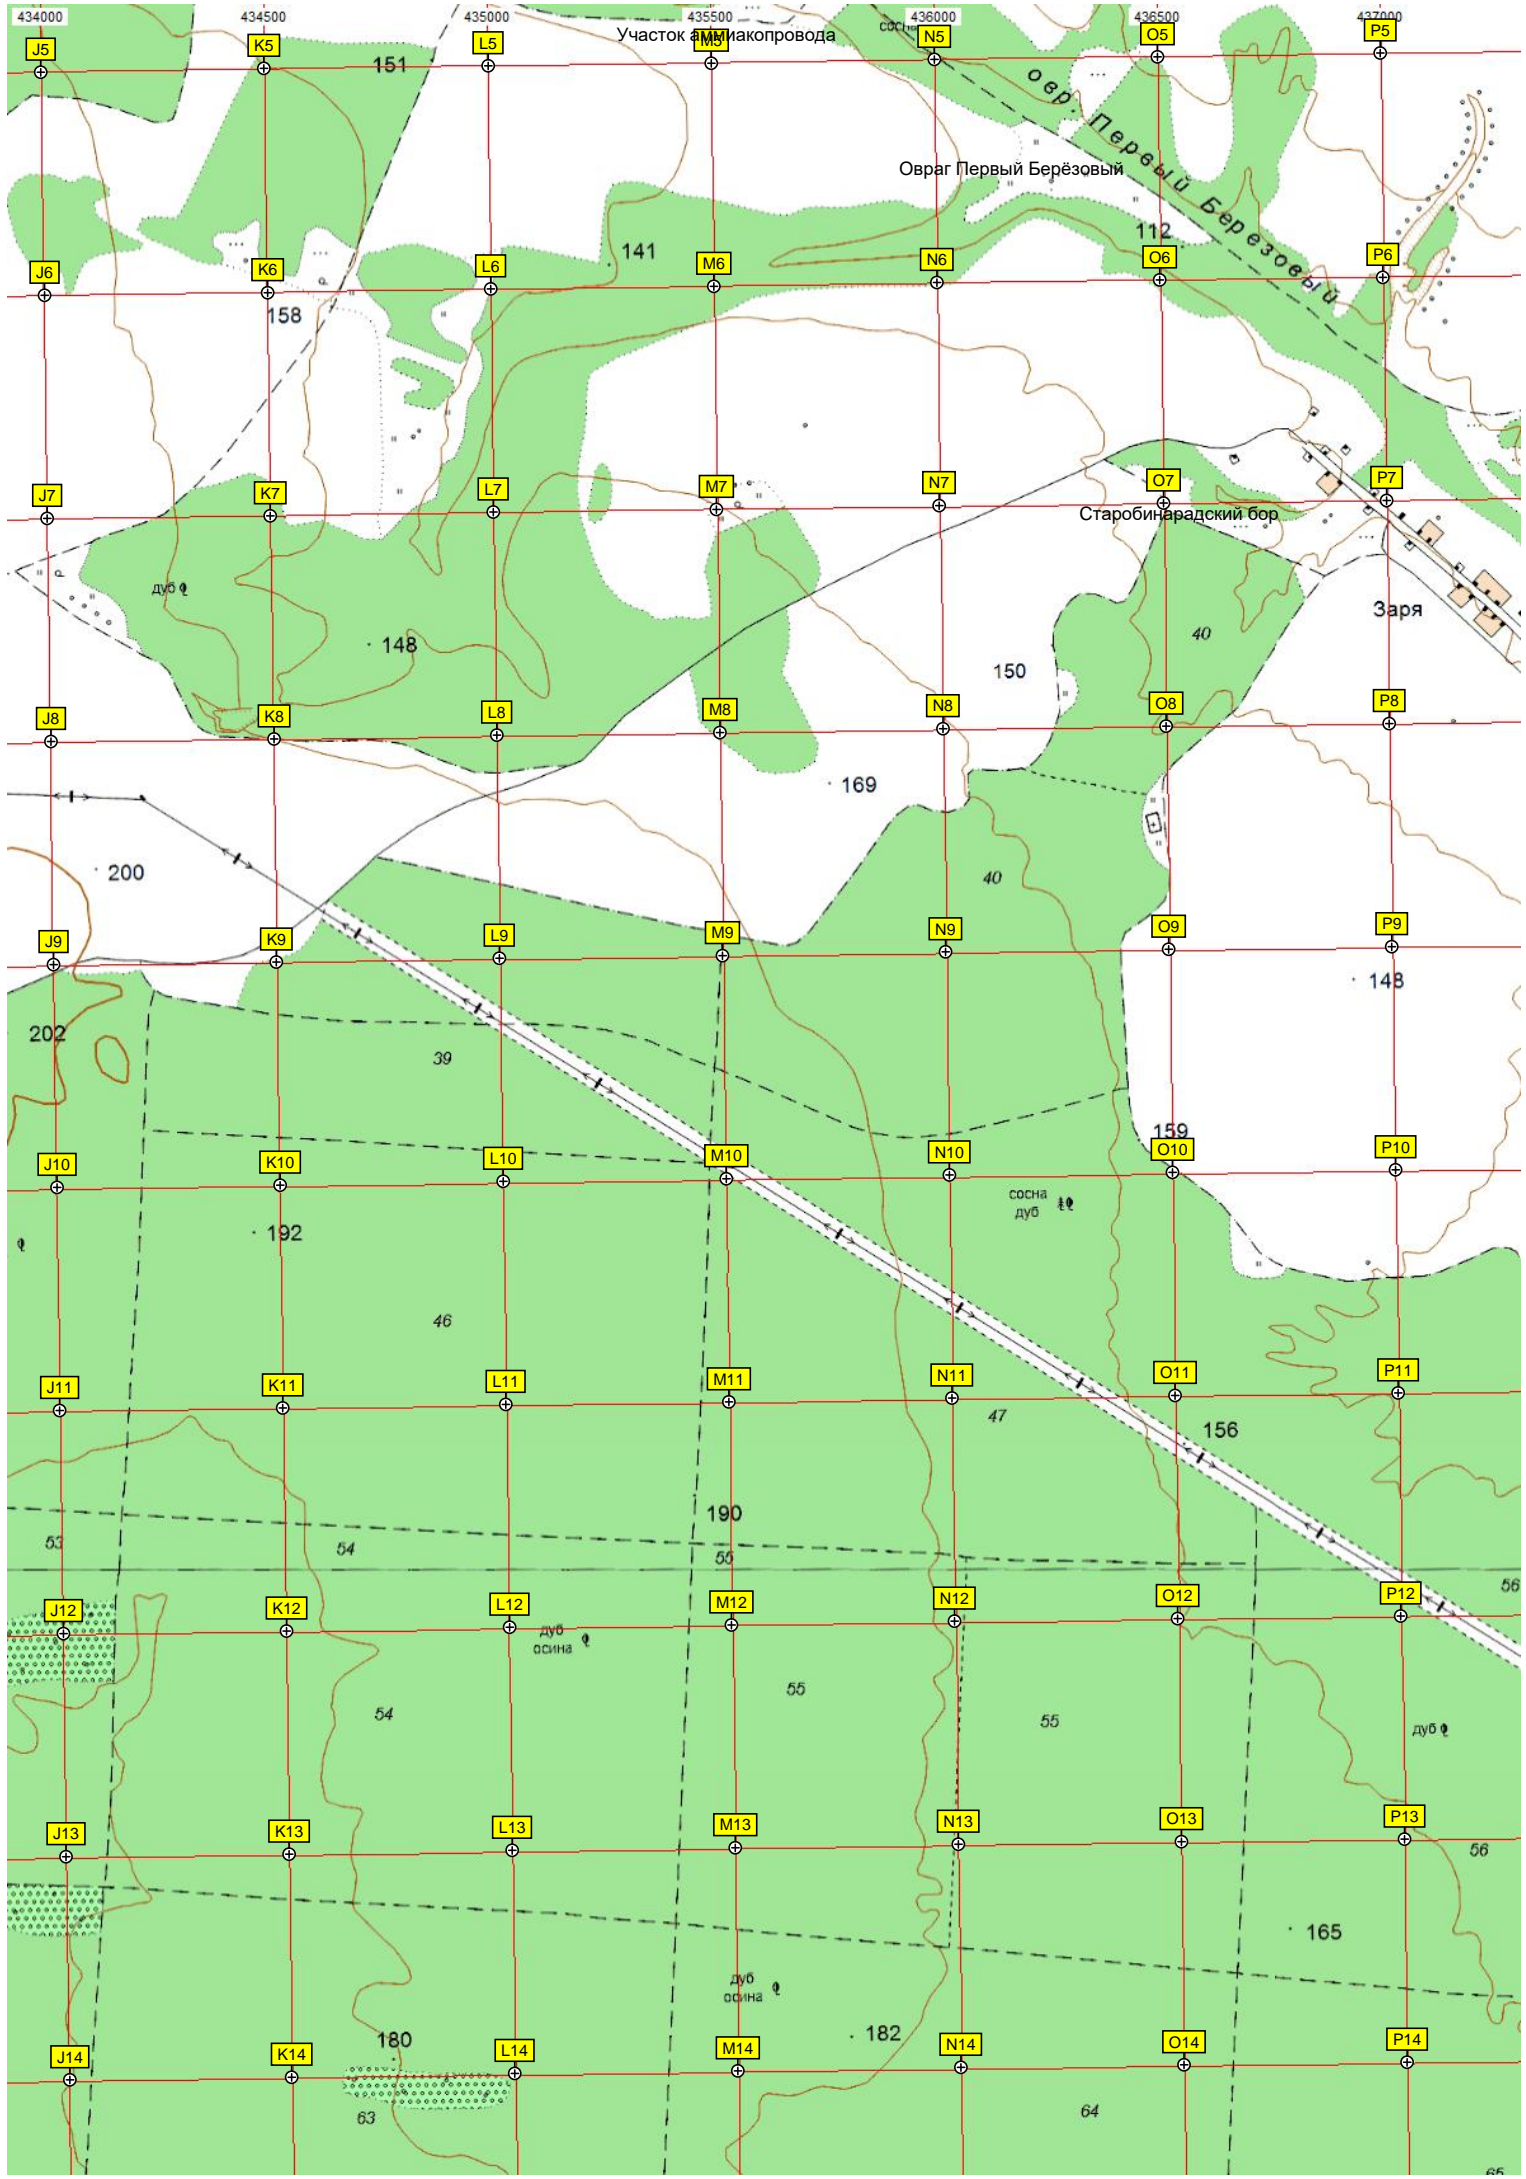 434000 434500 435000 435500 436000 436500 437000
Участок аммиакопровода
сосна
J5 K5 L5 M5 N5 O5 P5
151
овр. Первый Березовый
Овраг Первый Берёзовый
112
141
J6 K6 L6 M6 N6 O6 P6
158
J7 K7 L7 M7 N7 O7 P7
Старобинарадский бор
дуб
Заря
40
148
150
J8 K8 L8 M8 N8 O8 P8
169
200
40
J9 K9 L9 M9 N9 O9 P9
148
202
39
159
J10 K10 L10 M10 N10 O10 P10
сосна
дуб
192
46
J11 K11 L11 M11 N11 O11 P11
47
156
190
53
54
55
56
J12 K12 L12 M12 N12 O12 P12
дуб
осина
55
54
55
дуб
J13 K13 L13 M13 N13 O13 P13
56
165
дуб
осина
180
182
J14 K14 L14 M14 N14 O14 P14
63
64
65